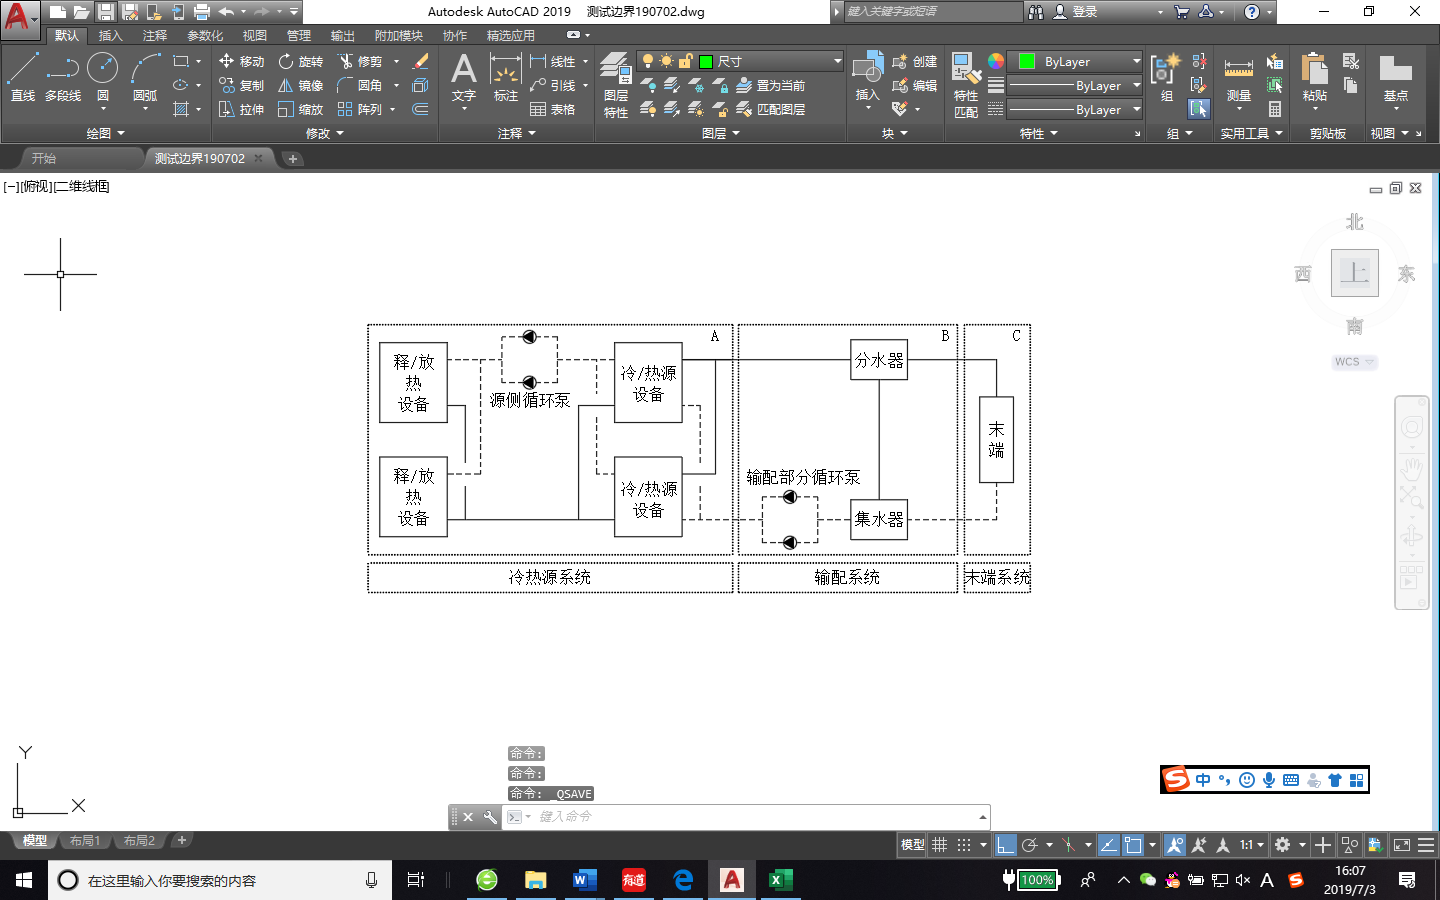 Autodesk AutoCAD 2019 测试边界190702.dwg
键入关键字或短语
登录
默认 插入 注释 参数化 视图 管理 输出 附加模块 协作 精选应用
直线 多段线 圆 圆弧
移动 旋转 修剪
复制 镜像 圆角
拉伸 缩放 阵列
文字 标注
线性
引线
表格
图层
特性
尺寸
置为当前
匹配图层
插入
创建
编辑
特性
匹配
ByLayer
ByLayer
ByLayer
组
测量
粘贴
基点
绘图 修改 注释 图层 块 特性 组 实用工具 剪贴板 视图
开始 测试边界190702
[−][俯视][二维线框]
北
西 上 东
南
WCS
A B C
释/放
热
设备
源侧循环泵
冷/热源
设备
分水器
末
端
释/放
热
设备
冷/热源
设备
输配部分循环泵
集水器
冷热源系统 输配系统 末端系统
Y
X
命令:
命令:
命令: _QSAVE
键入命令
中
模型 布局1 布局2
模型 1:1
在这里输入你要搜索的内容
有道
100%
A
16:07
2019/7/3